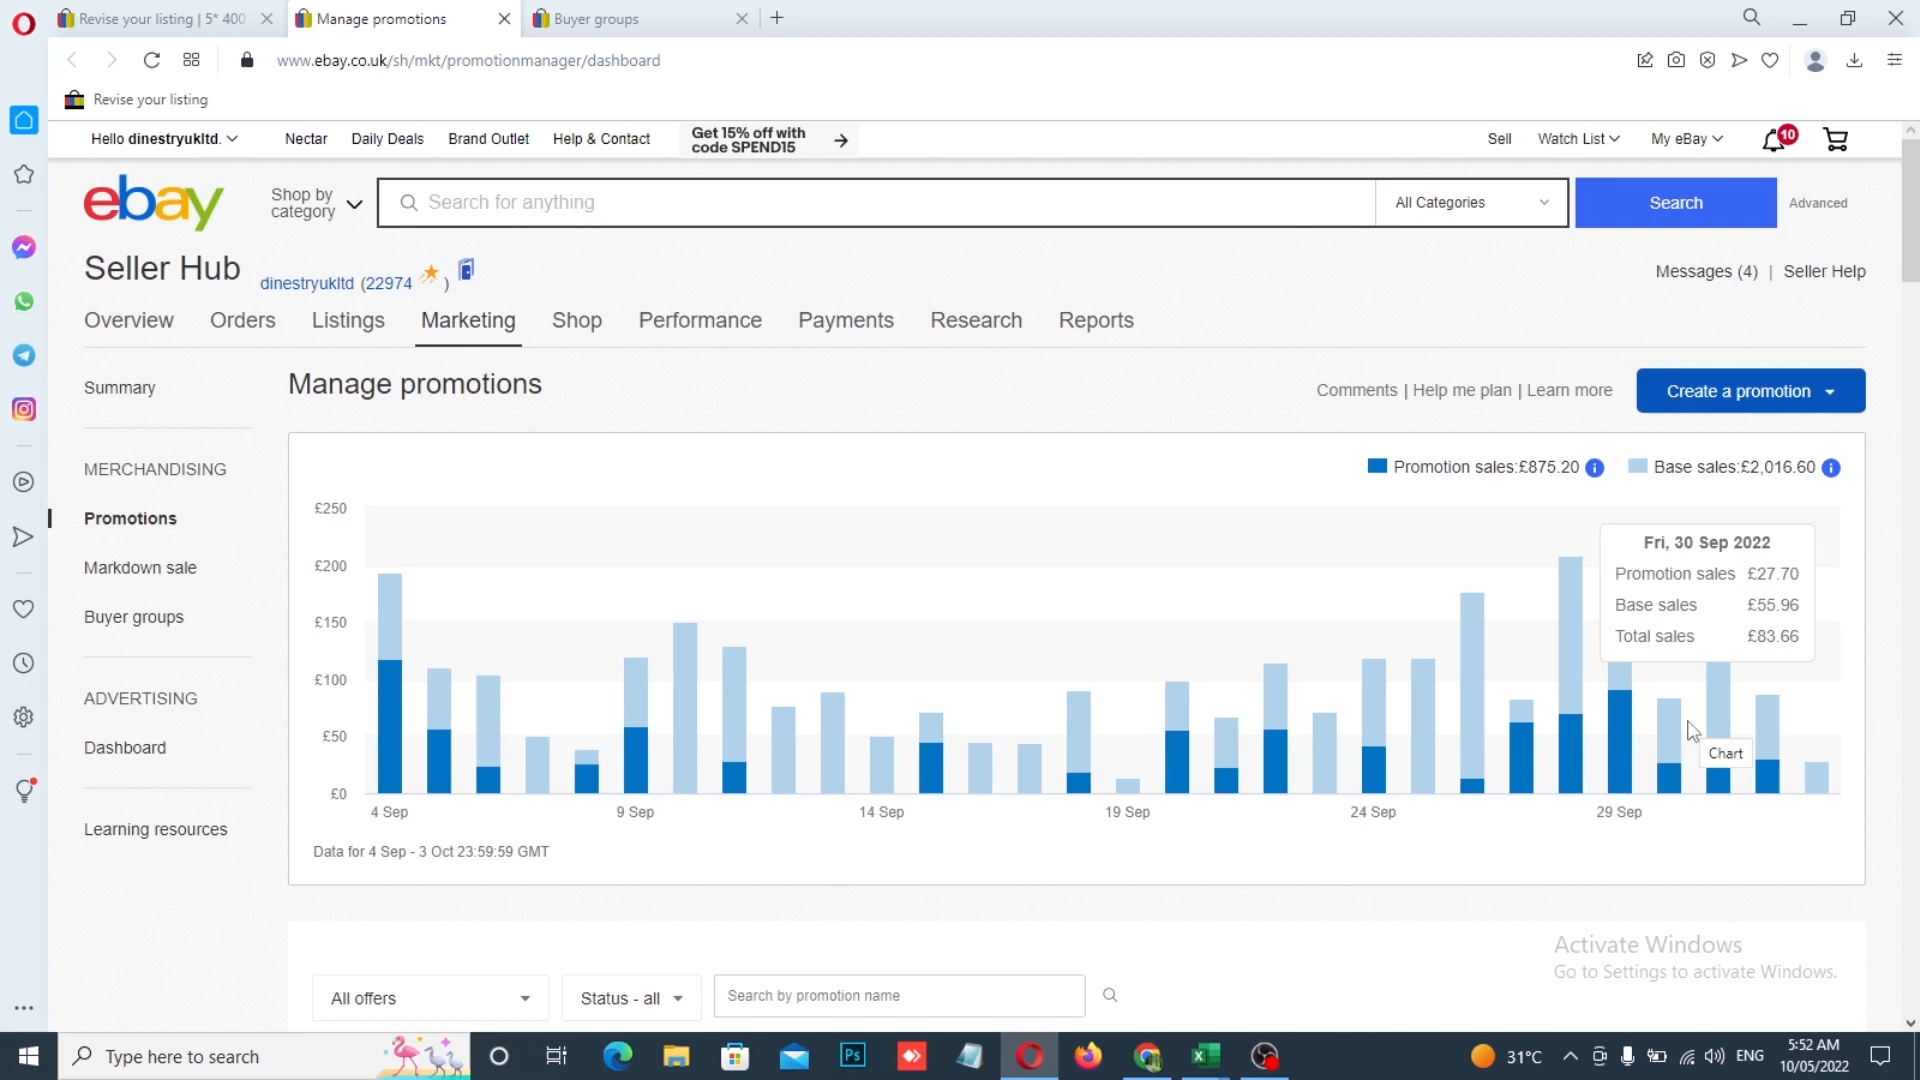 Revise your listing | 5* 400
Manage promotions
Buyer groups
www.ebay.co.uk/sh/mkt/promotionmanager/dashboard
Revise your listing
Hello dinestryukltd.
Nectar
Daily Deals
Brand Outlet
Help & Contact
Get 15% off with
code SPEND15
Sell
Watch List
My eBay
10
ebay
Shop by
category
Search for anything
All Categories
Search
Advanced
Seller Hub
dinestryukltd (22974 )
Messages (4) | Seller Help
Overview
Orders
Listings
Marketing
Shop
Performance
Payments
Research
Reports
Summary
MERCHANDISING
Promotions
Markdown sale
Buyer groups
ADVERTISING
Dashboard
Learning resources
Manage promotions
Comments | Help me plan | Learn more
Create a promotion
Promotion sales:£875.20
Base sales:£2,016.60
£250
£200
£150
£100
£50
£0
Fri, 30 Sep 2022
Promotion sales £27.70
Base sales £55.96
Total sales £83.66
Chart
4 Sep
9 Sep
14 Sep
19 Sep
24 Sep
29 Sep
Data for 4 Sep - 3 Oct 23:59:59 GMT
All offers
Status - all
Search by promotion name
Activate Windows
Go to Settings to activate Windows.
Type here to search
Ps
31°C
ENG
5:52 AM
10/05/2022